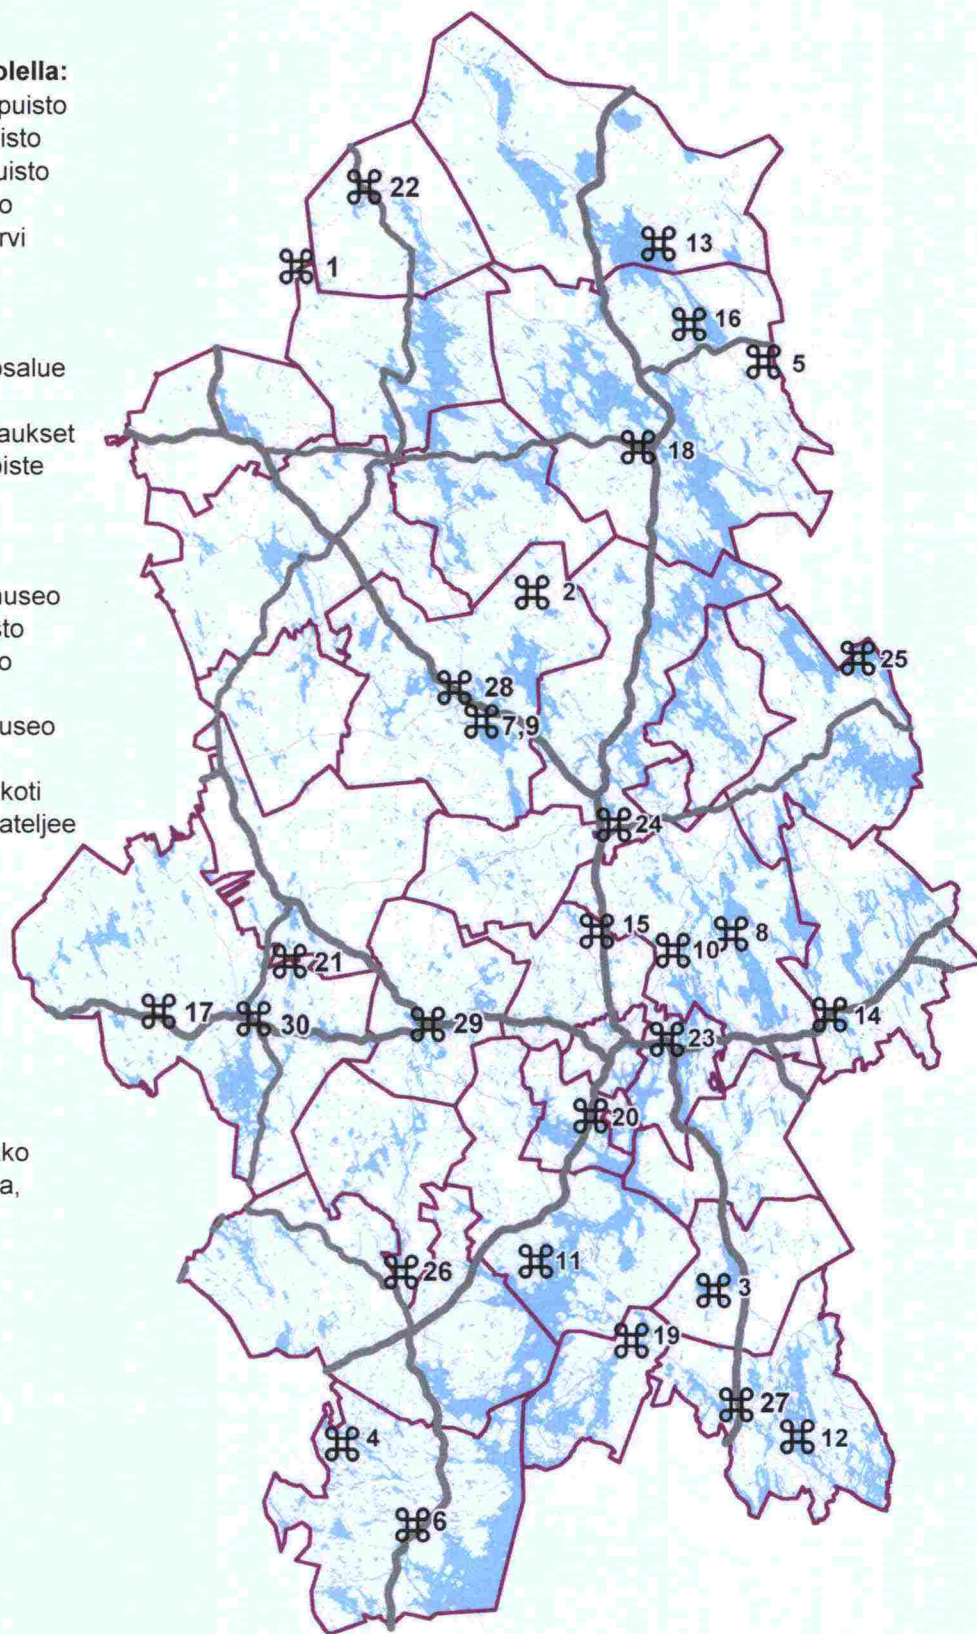 olella:
puisto
isto
uisto
o
rvi
osalue
aukset
piste
nuseo
sto
o
useo
koti
ateljee
ko
a,
22
1
13
16
5
18
2
25
28
7,9
24
15
10
8
21
17
30
29
14
23
20
11
26
3
19
27
12
4
6